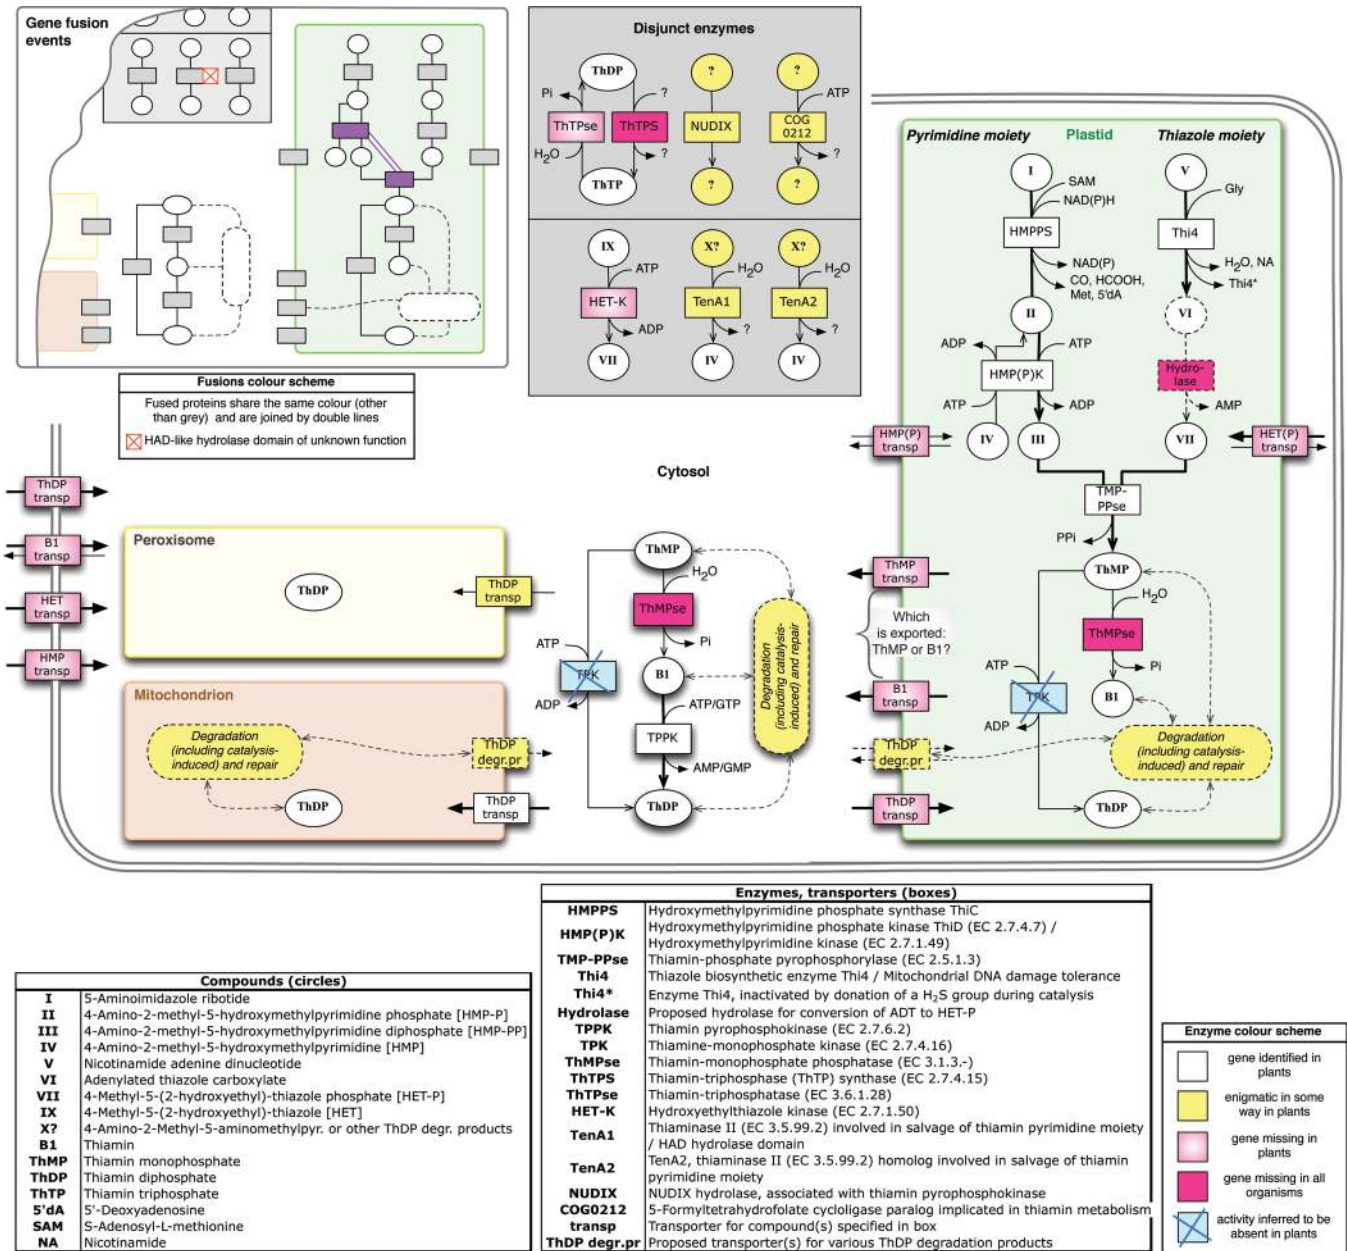 Gene fusion
events
Fusions colour scheme
Fused proteins share the same colour (other
than grey) and are joined by double lines
HAD-like hydrolase domain of unknown function
Disjunct enzymes
ThDP
?
?
Pi
?
ATP
ThTPse
ThTPS
NUDIX
COG
0212
H2O
?
?
ThTP
?
?
IX
X?
X?
ATP
H2O
H2O
HET-K
TenA1
TenA2
ADP
?
?
VII
IV
IV
Pyrimidine moiety
Plastid
Thiazole moiety
I
V
SAM
NAD(P)H
Gly
HMPPS
Thi4
NAD(P)
CO, HCOOH,
Met, 5'dA
H2O, NA
Thi4*
II
VI
ADP
ATP
HMP(P)K
Hydro-
lase
ATP
ADP
AMP
HMP(P)
transp
IV
III
VII
HET(P)
transp
TMP-
PPse
PPi
ThMP
transp
ThMP
H2O
Which
is exported:
ThMP or B1?
ThMPse
ATP
Pi
B1
transp
TPK
B1
ADP
ThDP
degr.pr
Degradation
(including catalysis-
induced) and repair
ThDP
transp
ThDP
Cytosol
ThDP
transp
B1
transp
HET
transp
HMP
transp
Peroxisome
ThDP
ThDP
transp
ThMP
H2O
ThMPse
ATP
Pi
TPK
B1
ADP
ATP/GTP
TPPK
AMP/GMP
ThDP
Degradation
(including catalysis-
induced) and repair
Mitochondrion
Degradation
(including catalysis-
induced) and repair
ThDP
degr.pr
ThDP
ThDP
transp
Compounds (circles)
I 5-Aminoimidazole ribotide
II 4-Amino-2-methyl-5-hydroxymethylpyrimidine phosphate [HMP-P]
III 4-Amino-2-methyl-5-hydroxymethylpyrimidine diphosphate [HMP-PP]
IV 4-Amino-2-methyl-5-hydroxymethylpyrimidine [HMP]
V Nicotinamide adenine dinucleotide
VI Adenylated thiazole carboxylate
VII 4-Methyl-5-(2-hydroxyethyl)-thiazole phosphate [HET-P]
IX 4-Methyl-5-(2-hydroxyethyl)-thiazole [HET]
X? 4-Amino-2-Methyl-5-aminomethylpyr. or other ThDP degr. products
B1 Thiamin
ThMP Thiamin monophosphate
ThDP Thiamin diphosphate
ThTP Thiamin triphosphate
5'dA 5'-Deoxyadenosine
SAM S-Adenosyl-L-methionine
NA Nicotinamide
Enzymes, transporters (boxes)
HMPPS Hydroxymethylpyrimidine phosphate synthase ThiC
HMP(P)K Hydroxymethylpyrimidine phosphate kinase ThiD (EC 2.7.4.7) /
Hydroxymethylpyrimidine kinase (EC 2.7.1.49)
TMP-PPse Thiamin-phosphate pyrophosphorylase (EC 2.5.1.3)
Thi4 Thiazole biosynthetic enzyme Thi4 / Mitochondrial DNA damage tolerance
Thi4* Enzyme Thi4, inactivated by donation of a H2S group during catalysis
Hydrolase Proposed hydrolase for conversion of ADT to HET-P
TPPK Thiamin pyrophosphokinase (EC 2.7.6.2)
TPK Thiamine-monophosphate kinase (EC 2.7.4.16)
ThMPse Thiamin-monophosphate phosphatase (EC 3.1.3.-)
ThTPS Thiamin-triphosphase (ThTP) synthase (EC 2.7.4.15)
ThTPse Thiamin-triphosphatase (EC 3.6.1.28)
HET-K Hydroxyethylthiazole kinase (EC 2.7.1.50)
TenA1 Thiaminase II (EC 3.5.99.2) involved in salvage of thiamin pyrimidine moiety
/ HAD hydrolase domain
TenA2 TenA2, thiaminase II (EC 3.5.99.2) homolog involved in salvage of thiamin
pyrimidine moiety
NUDIX NUDIX hydrolase, associated with thiamin pyrophosphokinase
COG0212 5-Formyltetrahydrofolate cycloligase paralog implicated in thiamin metabolism
transp Transporter for compound(s) specified in box
ThDP degr.pr Proposed transporter(s) for various ThDP degradation products
Enzyme colour scheme
gene identified in
plants
enigmatic in some
way in plants
gene missing in
plants
gene missing in all
organisms
activity inferred to be
absent in plants